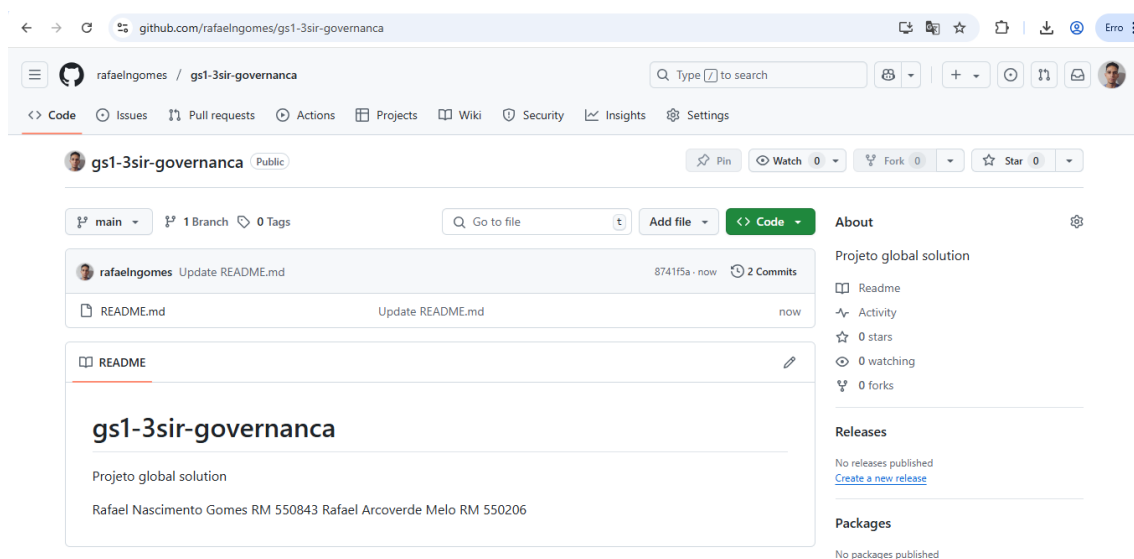 github.com/rafaelngomes/gs1-3sir-governanca
Erro
rafaelngomes / gs1-3sir-governanca
Type / to search
Code Issues Pull requests Actions Projects Wiki Security Insights Settings
gs1-3sir-governanca Public
Pin Watch 0 Fork 0 Star 0
main 1 Branch 0 Tags
Go to file t
Add file
Code
rafaelngomes Update README.md 8741f5a · now 2 Commits
README.md Update README.md now
README
gs1-3sir-governanca
Projeto global solution
Rafael Nascimento Gomes RM 550843 Rafael Arcoverde Melo RM 550206
About
Projeto global solution
Readme
Activity
0 stars
0 watching
0 forks
Releases
No releases published
Create a new release
Packages
No packages published